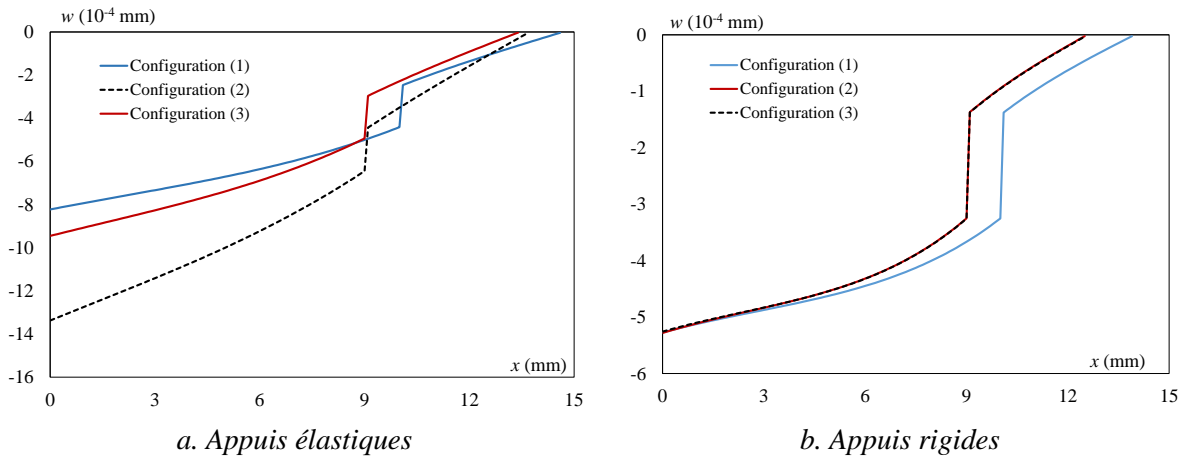 w (10-4 mm)
0
-2
-4
-6
-8
-10
-12
-14
-16
Configuration (1)
Configuration (2)
Configuration (3)
x (mm)
0 3 6 9 12 15
a. Appuis élastiques
w (10-4 mm)
0
-1
-2
-3
-4
-5
-6
Configuration (1)
Configuration (2)
Configuration (3)
x (mm)
0 3 6 9 12 15
b. Appuis rigides